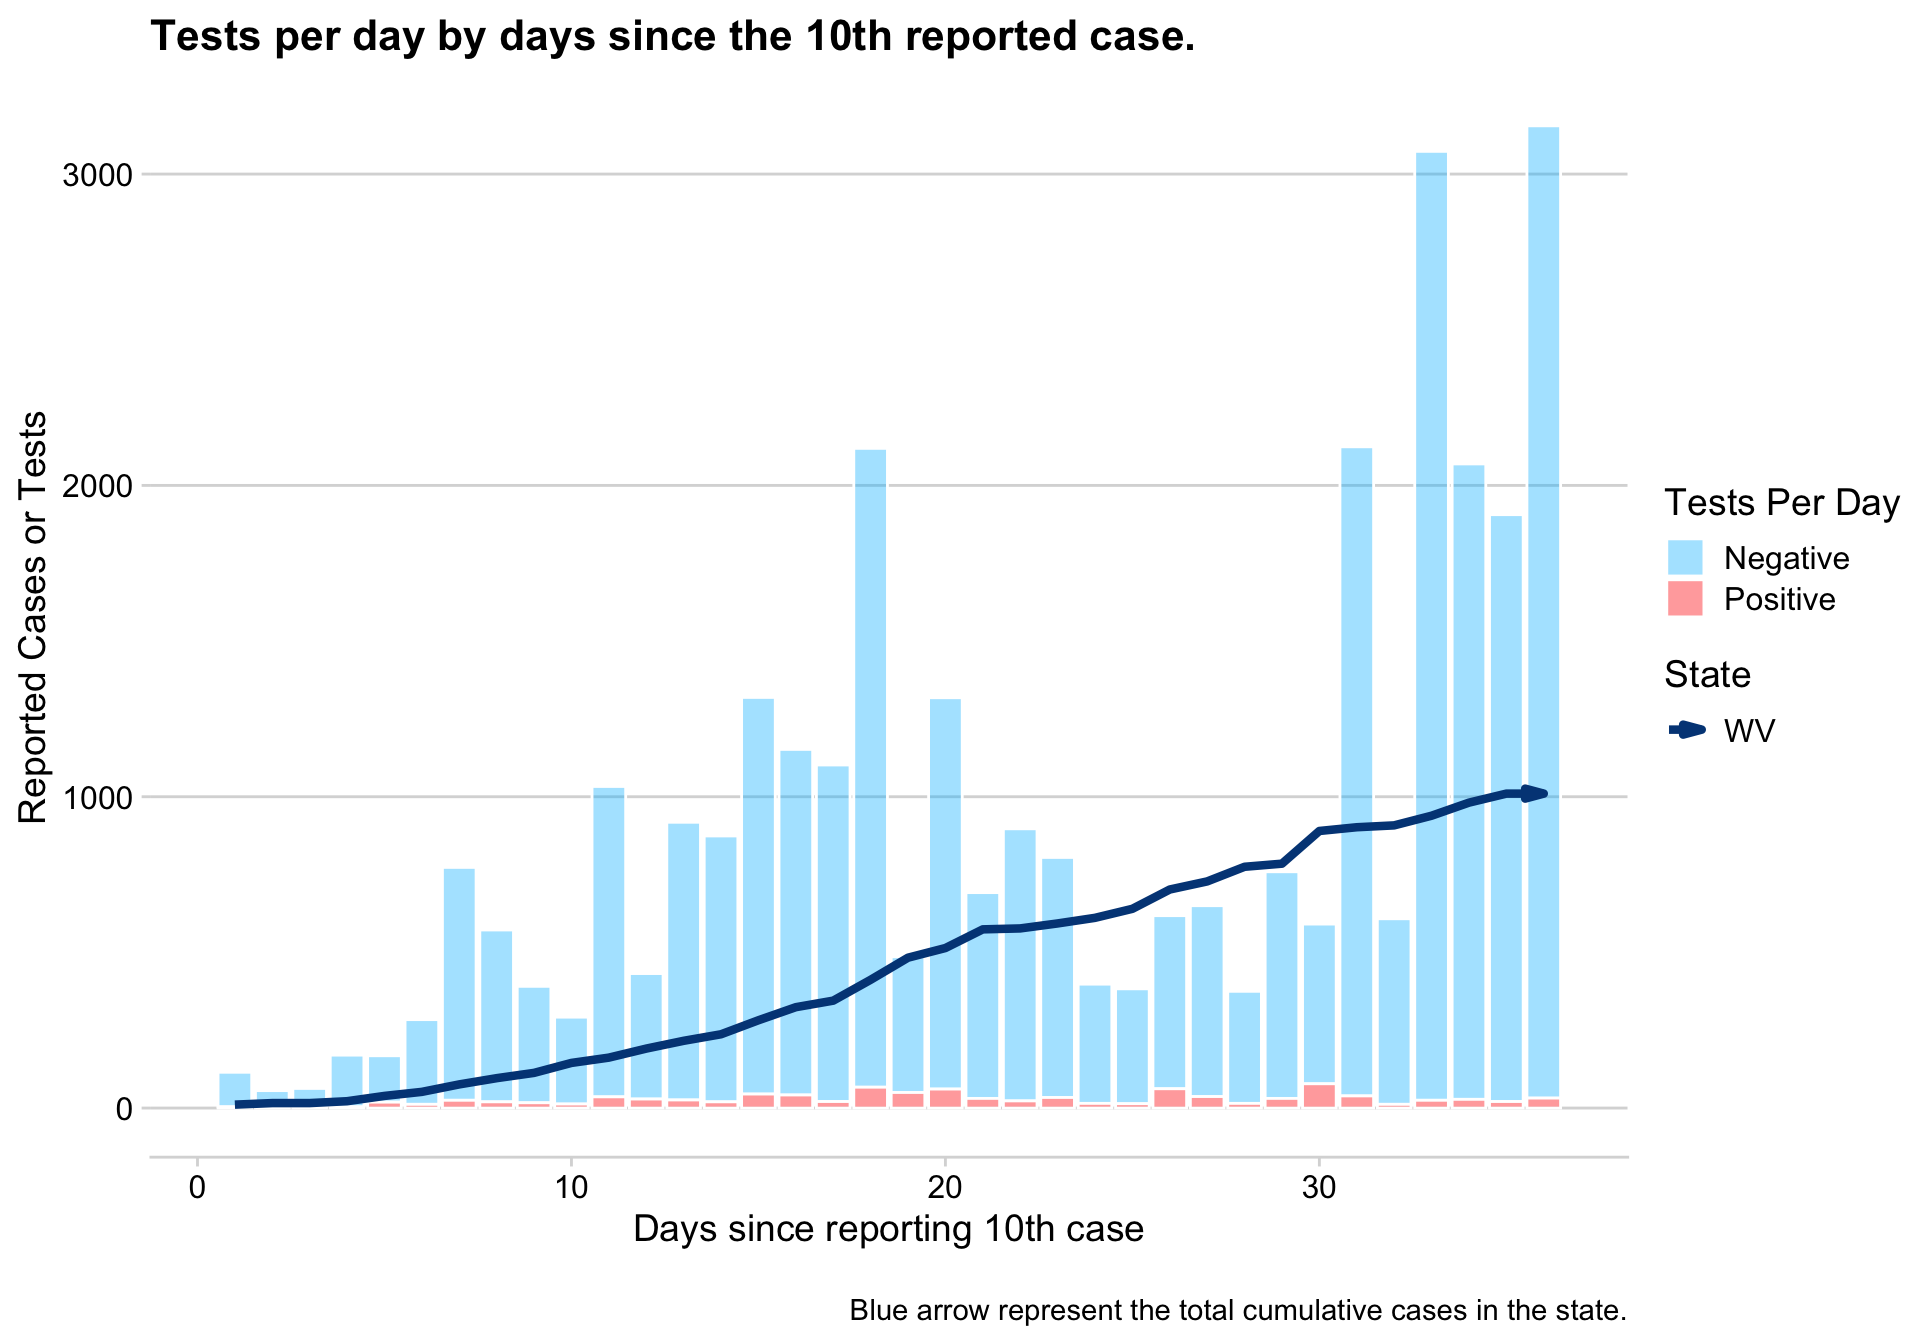 Tests per day by days since the 10th reported case.
Reported Cases or Tests
3000
2000
1000
0
0 10 20 30
Days since reporting 10th case
Tests Per Day
Negative
Positive
State
WV
Blue arrow represent the total cumulative cases in the state.